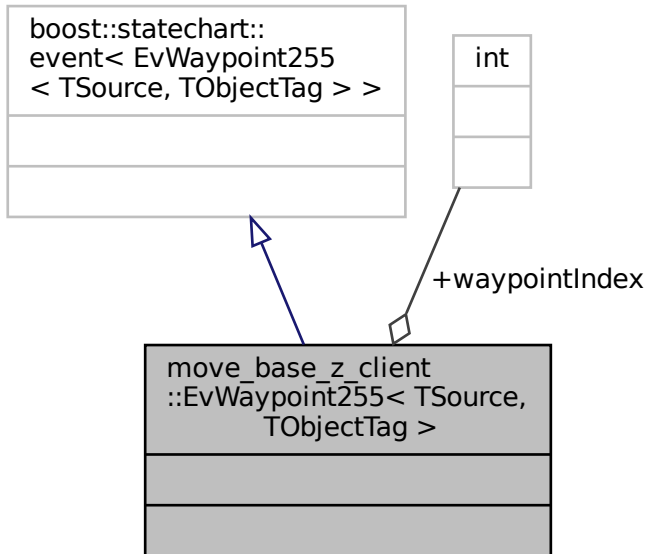 boost::statechart::
event< EvWaypoint255
< TSource, TObjectTag > >
int
+waypointIndex
move_base_z_client
::EvWaypoint255< TSource,
TObjectTag >